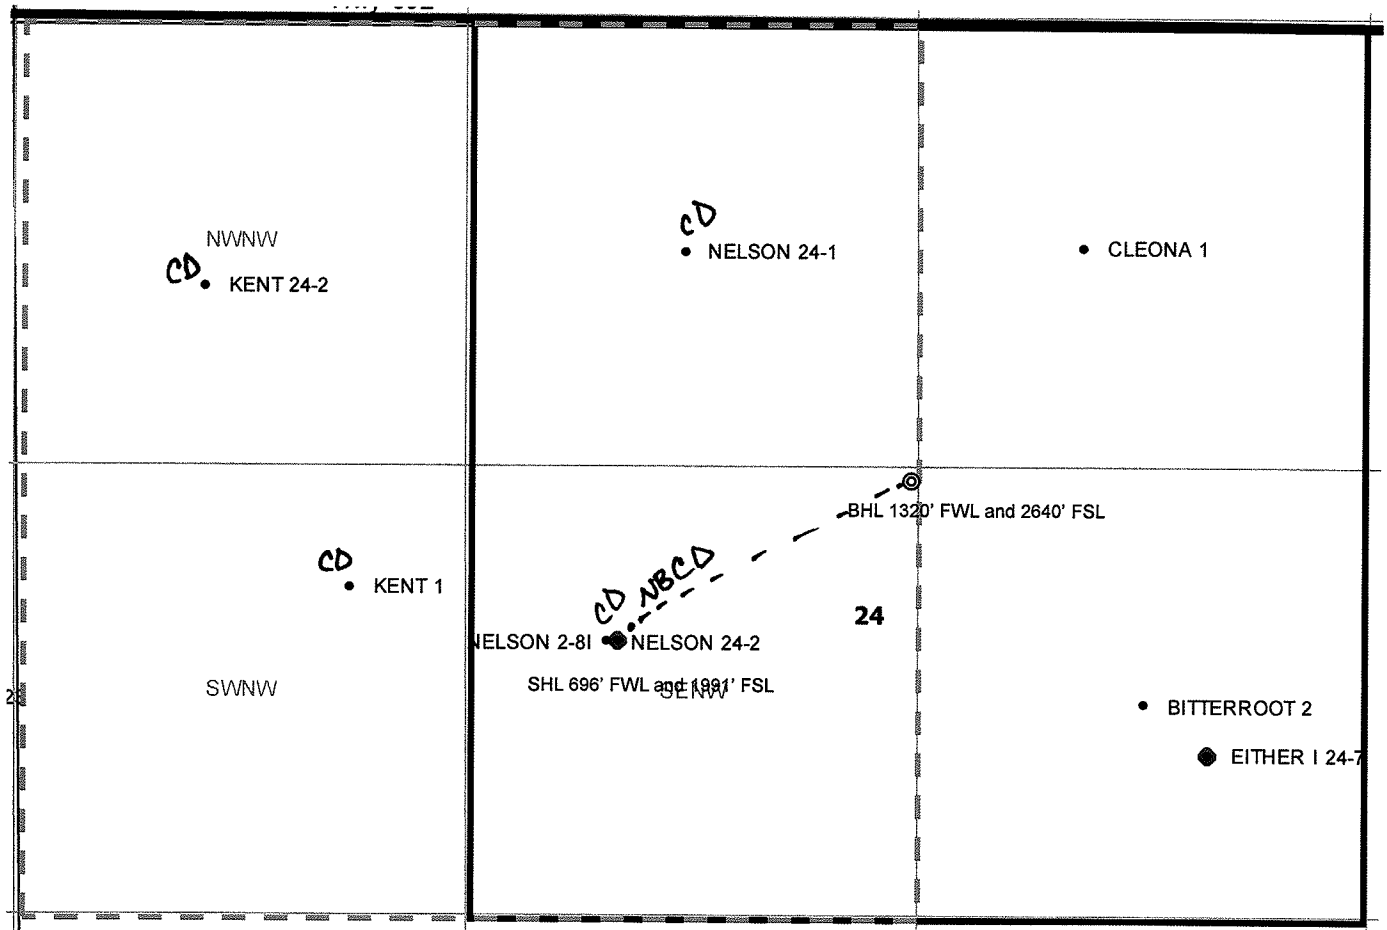 CD
NELSON 24-1
NWNW
CD
KENT 24-2
CLEONA 1
BHL 1320' FWL and 2640' FSL
CD
KENT 1
CD NBCD
24
NELSON 2-8I
NELSON 24-2
SHL 696' FWL and 1991' FSL
SWNW
SENW
BITTERROOT 2
EITHER I 24-7